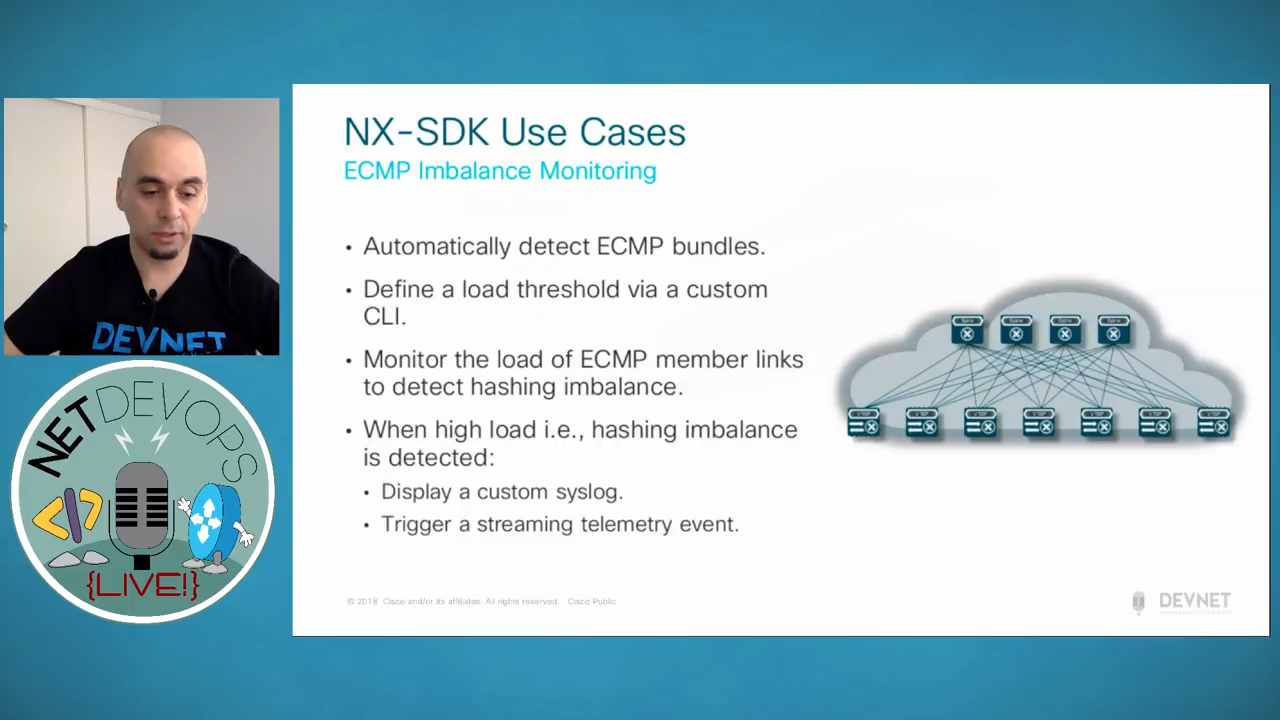 NX-SDK Use Cases
ECMP Imbalance Monitoring
• Automatically detect ECMP bundles.
• Define a load threshold via a custom
CLI.
• Monitor the load of ECMP member links
to detect hashing imbalance.
• When high load i.e., hashing imbalance
is detected:
• Display a custom syslog.
• Trigger a streaming telemetry event.
© 2018 Cisco and/or its affiliates. All rights reserved. Cisco Public
DEVNET
DEVNET
NETDEVOPS
{LIVE!}